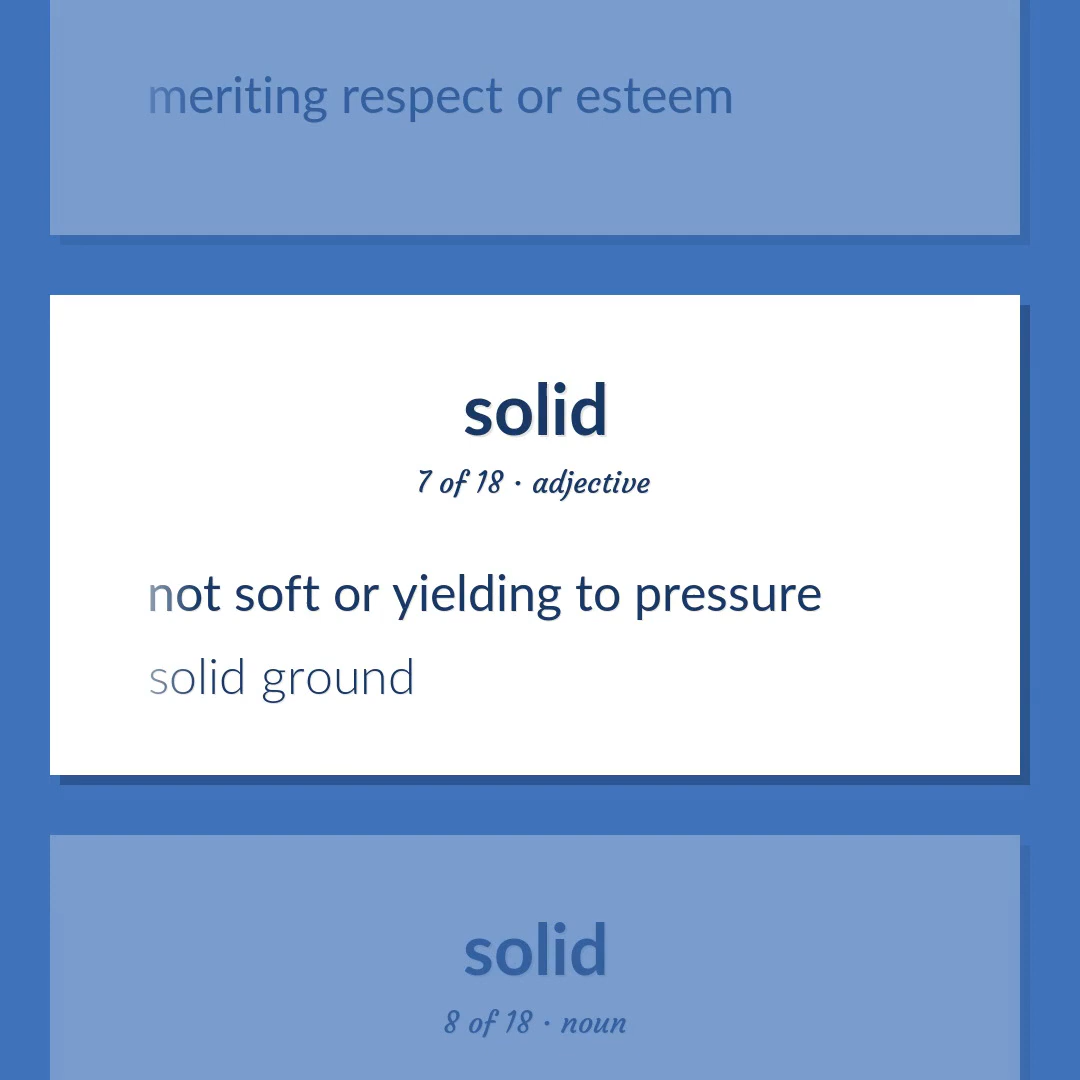 meriting respect or esteem
solid
7 of 18 · adjective
not soft or yielding to pressure
solid ground
solid
8 of 18 · noun